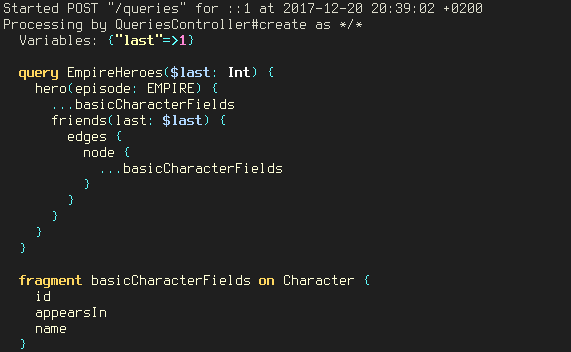 Started POST "/queries" for ::1 at 2017-12-20 20:39:02 +0200
Processing by QueriesController#create as */*
  Variables: {"last"=>1}

  query EmpireHeroes($last: Int) {
    hero(episode: EMPIRE) {
      ...basicCharacterFields
      friends(last: $last) {
        edges {
          node {
            ...basicCharacterFields
          }
        }
      }
    }
  }

  fragment basicCharacterFields on Character {
    id
    appearsIn
    name
  }